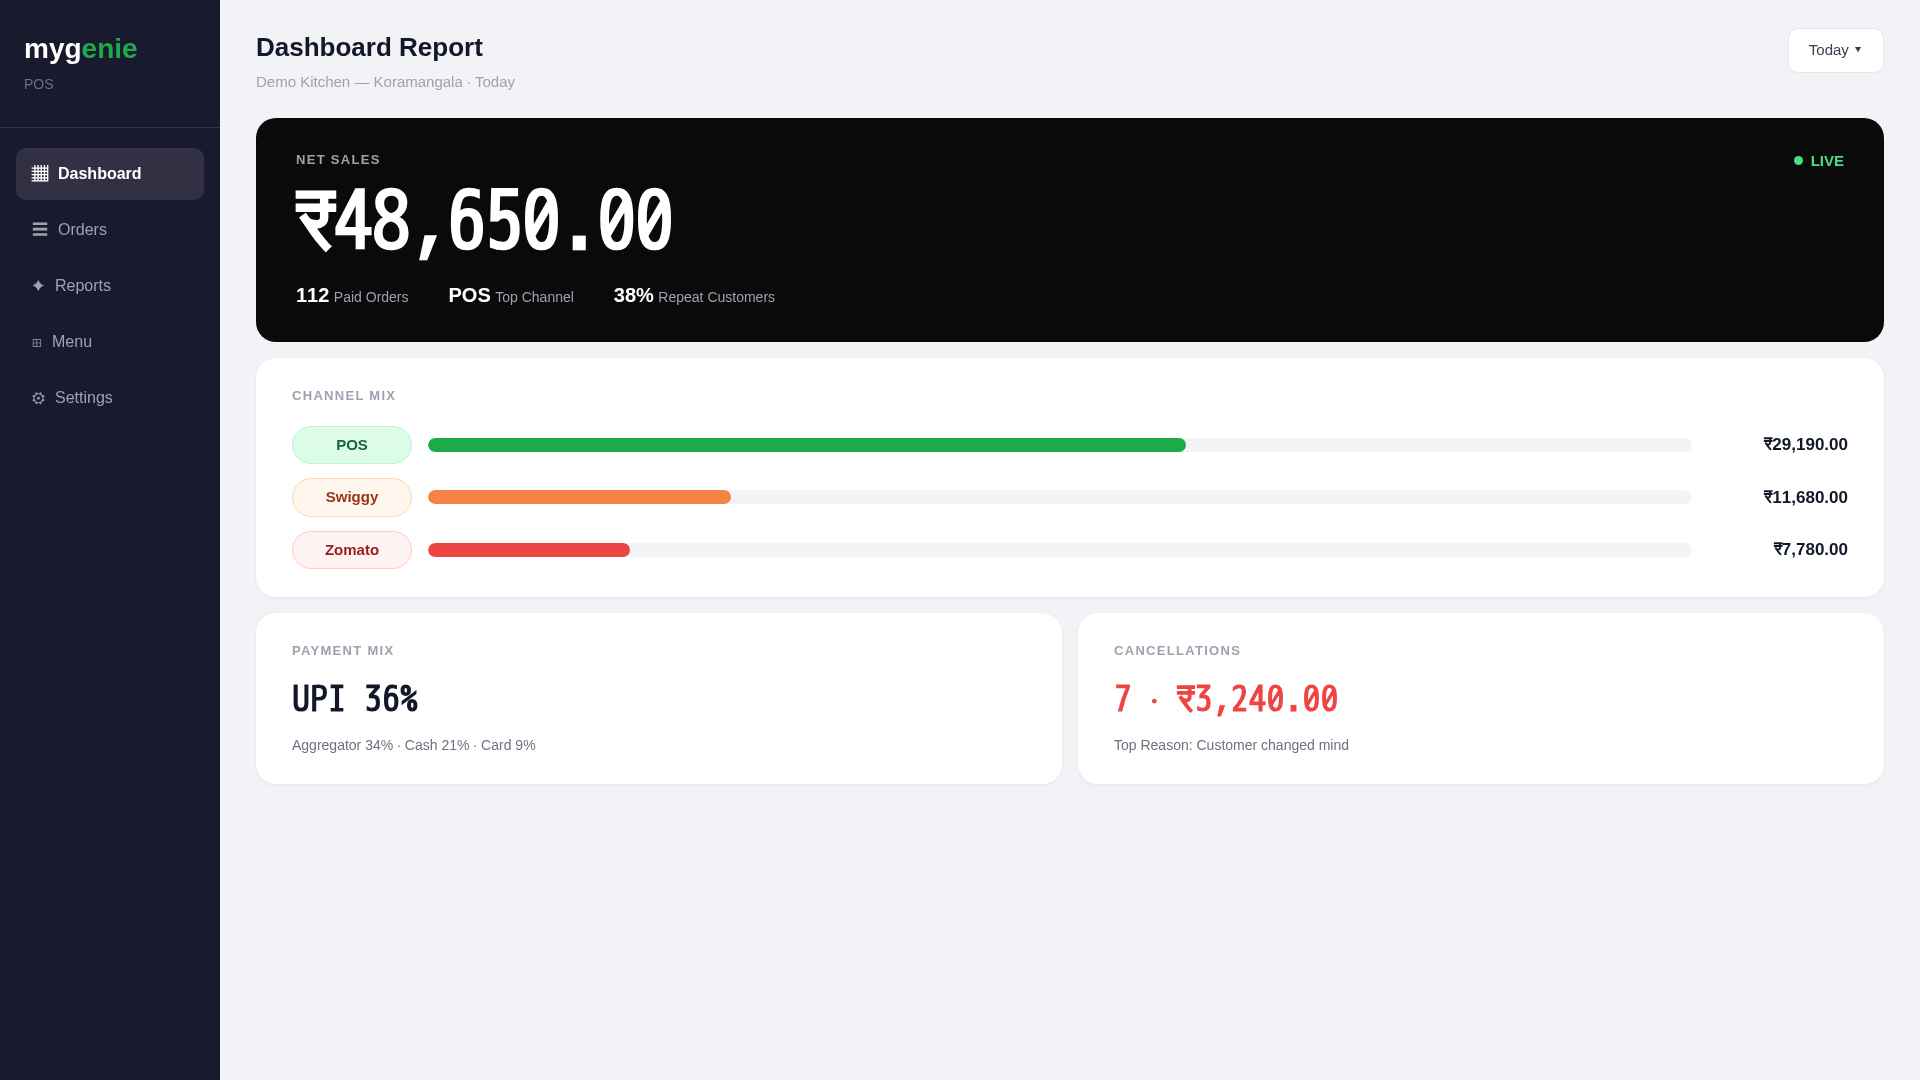 mygenie
POS
Dashboard
Orders
Reports
Menu
Settings
Dashboard Report
Demo Kitchen — Koramangala · Today
Today ▾
NET SALES
LIVE
₹48,650.00
112 Paid Orders POS Top Channel 38% Repeat Customers
CHANNEL MIX
POS ₹29,190.00
Swiggy ₹11,680.00
Zomato ₹7,780.00
PAYMENT MIX
UPI 36%
Aggregator 34% · Cash 21% · Card 9%
CANCELLATIONS
7 · ₹3,240.00
Top Reason: Customer changed mind